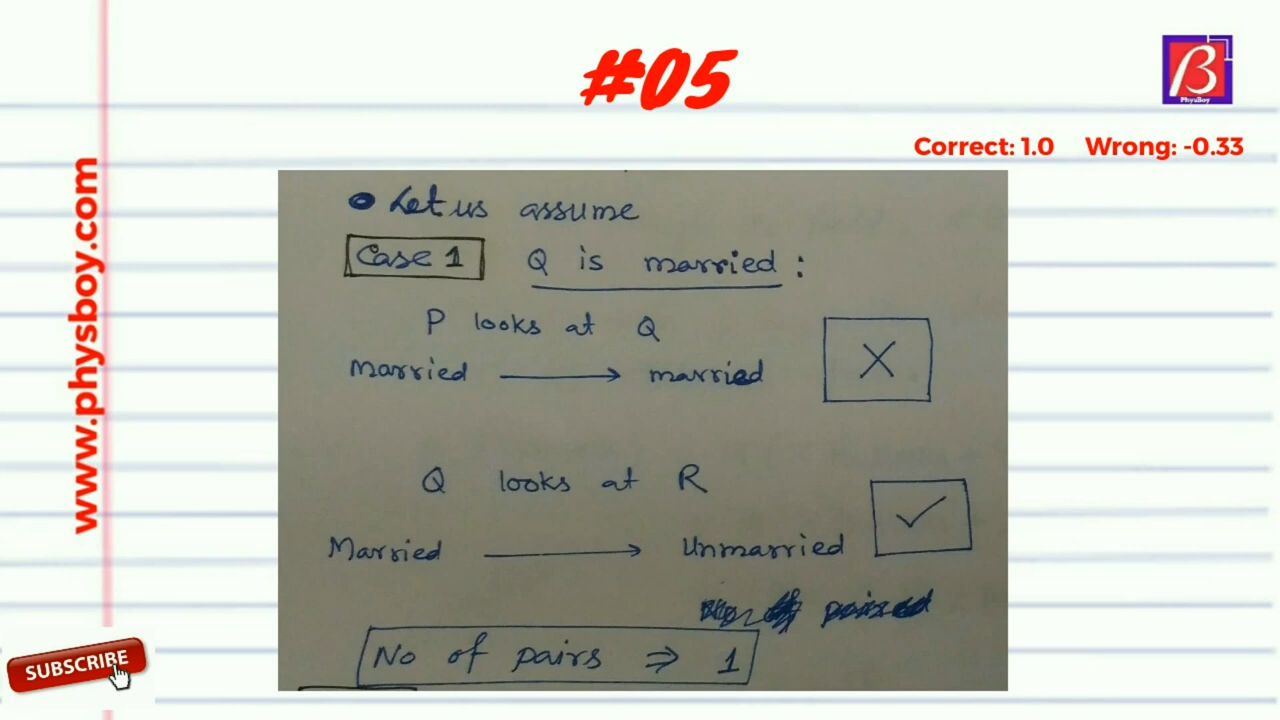 #05
β
PhysBoy
Correct: 1.0 Wrong: -0.33
www.physboy.com
Let us assume
Case 1 Q is married :
P looks at Q
Married → married
X
Q looks at R
Married → Unmarried
✓
No of pairs ⇒ 1
SUBSCRIBE